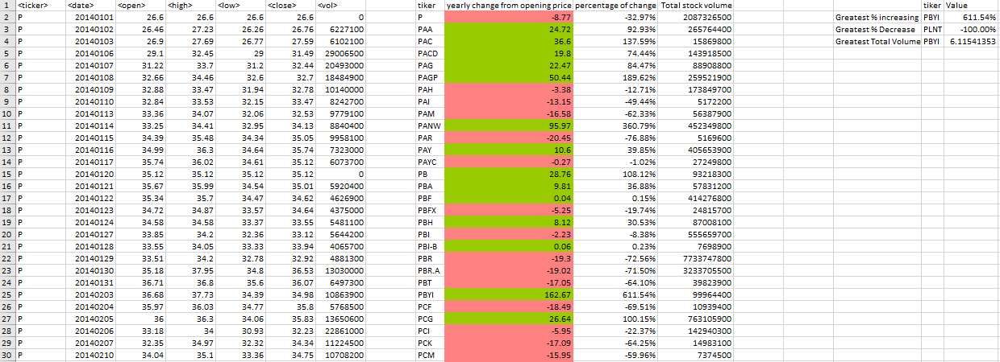 1 <ticker> <date> <open> <high> <low> <close> <vol> tiker yearly change from opening price percentage of change Total stock volume tiker Value
2 P 20140101 26.6 26.6 26.6 26.6 0 P -8.77 -32.97% 2087326500 Greatest % increasing PBYI 611.54%
3 P 20140102 26.46 27.23 26.26 26.76 6227100 PAA 24.72 92.93% 265764400 Greatest % Decrease PLNT -100.00%
4 P 20140103 26.9 27.69 26.77 27.59 6102100 PAC 36.6 137.59% 15869800 Greatest Total Volume PBYI 6.11541353
5 P 20140106 29.1 32.45 29 31.49 29006500 PACD 19.8 74.44% 143918500
6 P 20140107 31.22 33.7 31.2 32.44 20493000 PAG 22.47 84.47% 88908800
7 P 20140108 32.66 34.46 32.6 32.7 18484900 PAGP 50.44 189.62% 259521900
8 P 20140109 32.88 33.47 31.94 32.78 10140000 PAH -3.38 -12.71% 173849700
9 P 20140110 32.84 33.53 32.15 33.47 8242700 PAI -13.15 -49.44% 5172200
10 P 20140113 33.36 34.07 32.06 32.53 9779100 PAM -16.58 -62.33% 56387900
11 P 20140114 33.25 34.41 32.95 34.13 8840400 PANW 95.97 360.79% 452349800
12 P 20140115 34.39 35.48 34.34 35.05 9958100 PAR -20.45 -76.88% 5169600
13 P 20140116 34.99 36.3 34.64 35.74 7323000 PAY 10.6 39.85% 405653900
14 P 20140117 35.74 36.02 34.61 35.12 6073700 PAYC -0.27 -1.02% 27249800
15 P 20140120 35.12 35.12 35.12 35.12 0 PB 28.76 108.12% 93218300
16 P 20140121 35.67 35.99 34.54 35.01 5920400 PBA 9.81 36.88% 57831200
17 P 20140122 35.34 35.7 34.47 34.62 4626900 PBF 0.04 0.15% 414276800
18 P 20140123 34.72 34.87 33.57 34.64 4375000 PBFX -5.25 -19.74% 24815700
19 P 20140124 34.58 34.58 33.37 33.55 5481100 PBH 8.12 30.53% 87008100
20 P 20140127 33.85 34.2 32.36 33.12 5644200 PBI -2.23 -8.38% 555659700
21 P 20140128 33.55 34.05 33.33 33.94 4065700 PBI-B 0.06 0.23% 7698900
22 P 20140129 33.51 34.2 32.78 32.92 4881300 PBR -19.3 -72.56% 7733747800
23 P 20140130 35.18 37.95 34.8 36.53 13030000 PBR.A -19.02 -71.50% 3233705500
24 P 20140131 36.71 36.8 35.6 36.07 6497300 PBT -17.05 -64.10% 39823900
25 P 20140203 36.68 37.73 34.39 34.98 10863900 PBYI 162.67 611.54% 99964400
26 P 20140204 35.97 36.03 34.77 35.8 5768500 PCF -18.49 -69.51% 10939400
27 P 20140205 36 36.3 34.06 35.83 13650600 PCG 26.64 100.15% 763105900
28 P 20140206 33.18 34 30.93 32.23 22861000 PCI -5.95 -22.37% 142940300
29 P 20140207 32.35 34.97 32.32 34.34 11224500 PCK -17.09 -64.25% 14983100
30 P 20140210 34.04 35.1 33.36 34.75 10708200 PCM -15.95 -59.96% 7374500